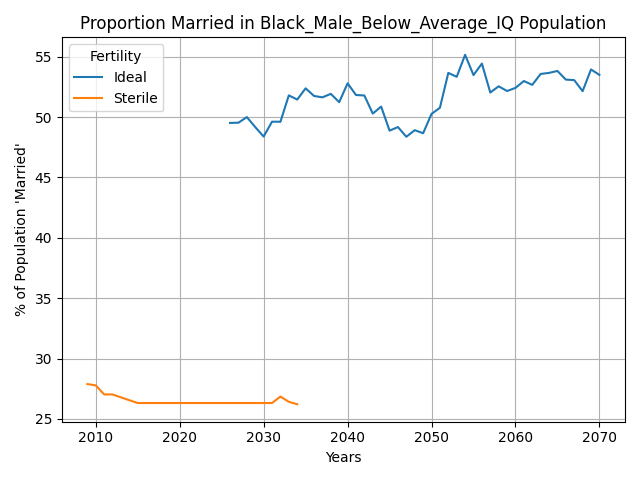 Proportion Married in Black_Male_Below_Average_IQ Population
Fertility
Ideal
Sterile
% of Population 'Married'
55
50
45
40
35
30
25
2010 2020 2030 2040 2050 2060 2070
Years